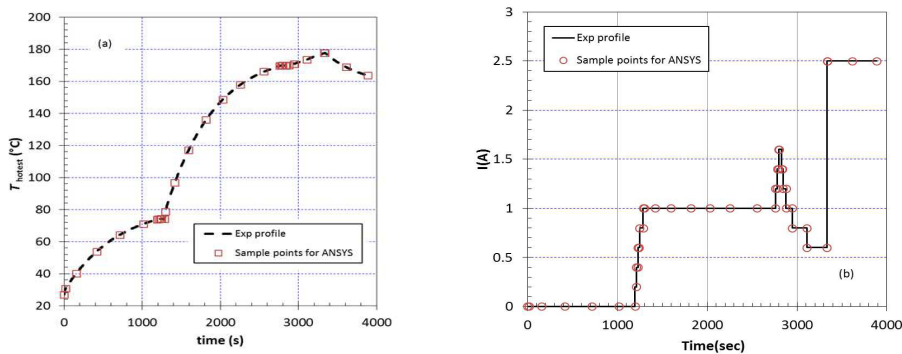 200
180
160
140
120
100
80
60
40
20
T hotest (°C)
(a)
Exp profile
Sample points for ANSYS
0
1000
2000
3000
4000
time (s)
3
2.5
2
1.5
1
0.5
0
I(A)
Exp profile
Sample points for ANSYS
(b)
0
1000
2000
3000
4000
Time(sec)